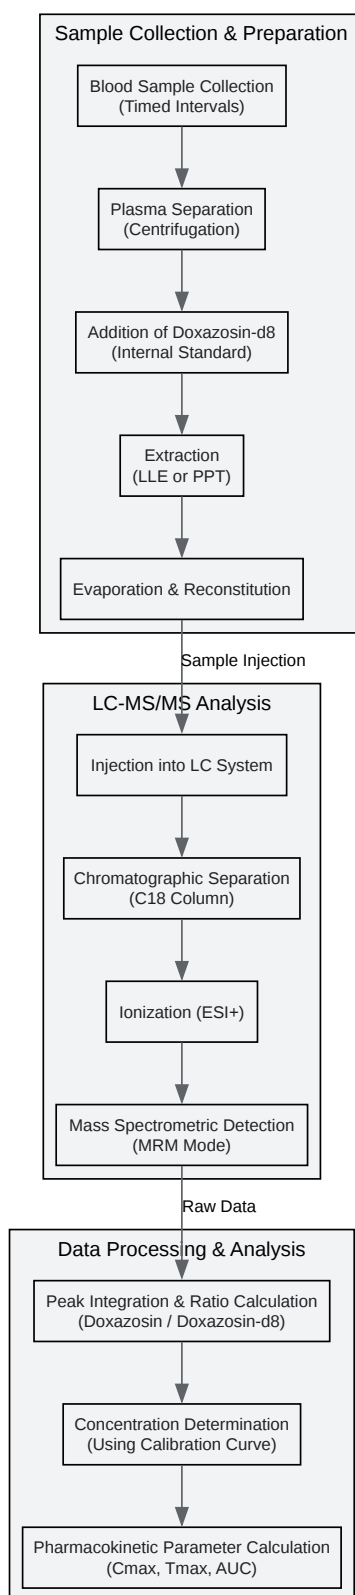 Sample Collection & Preparation
Blood Sample Collection
(Timed Intervals)
Plasma Separation
(Centrifugation)
Addition of Doxazosin-d8
(Internal Standard)
Extraction
(LLE or PPT)
Evaporation & Reconstitution
Sample Injection
LC-MS/MS Analysis
Injection into LC System
Chromatographic Separation
(C18 Column)
Ionization (ESI+)
Mass Spectrometric Detection
(MRM Mode)
Raw Data
Data Processing & Analysis
Peak Integration & Ratio Calculation
(Doxazosin / Doxazosin-d8)
Concentration Determination
(Using Calibration Curve)
Pharmacokinetic Parameter Calculation
(Cmax, Tmax, AUC)